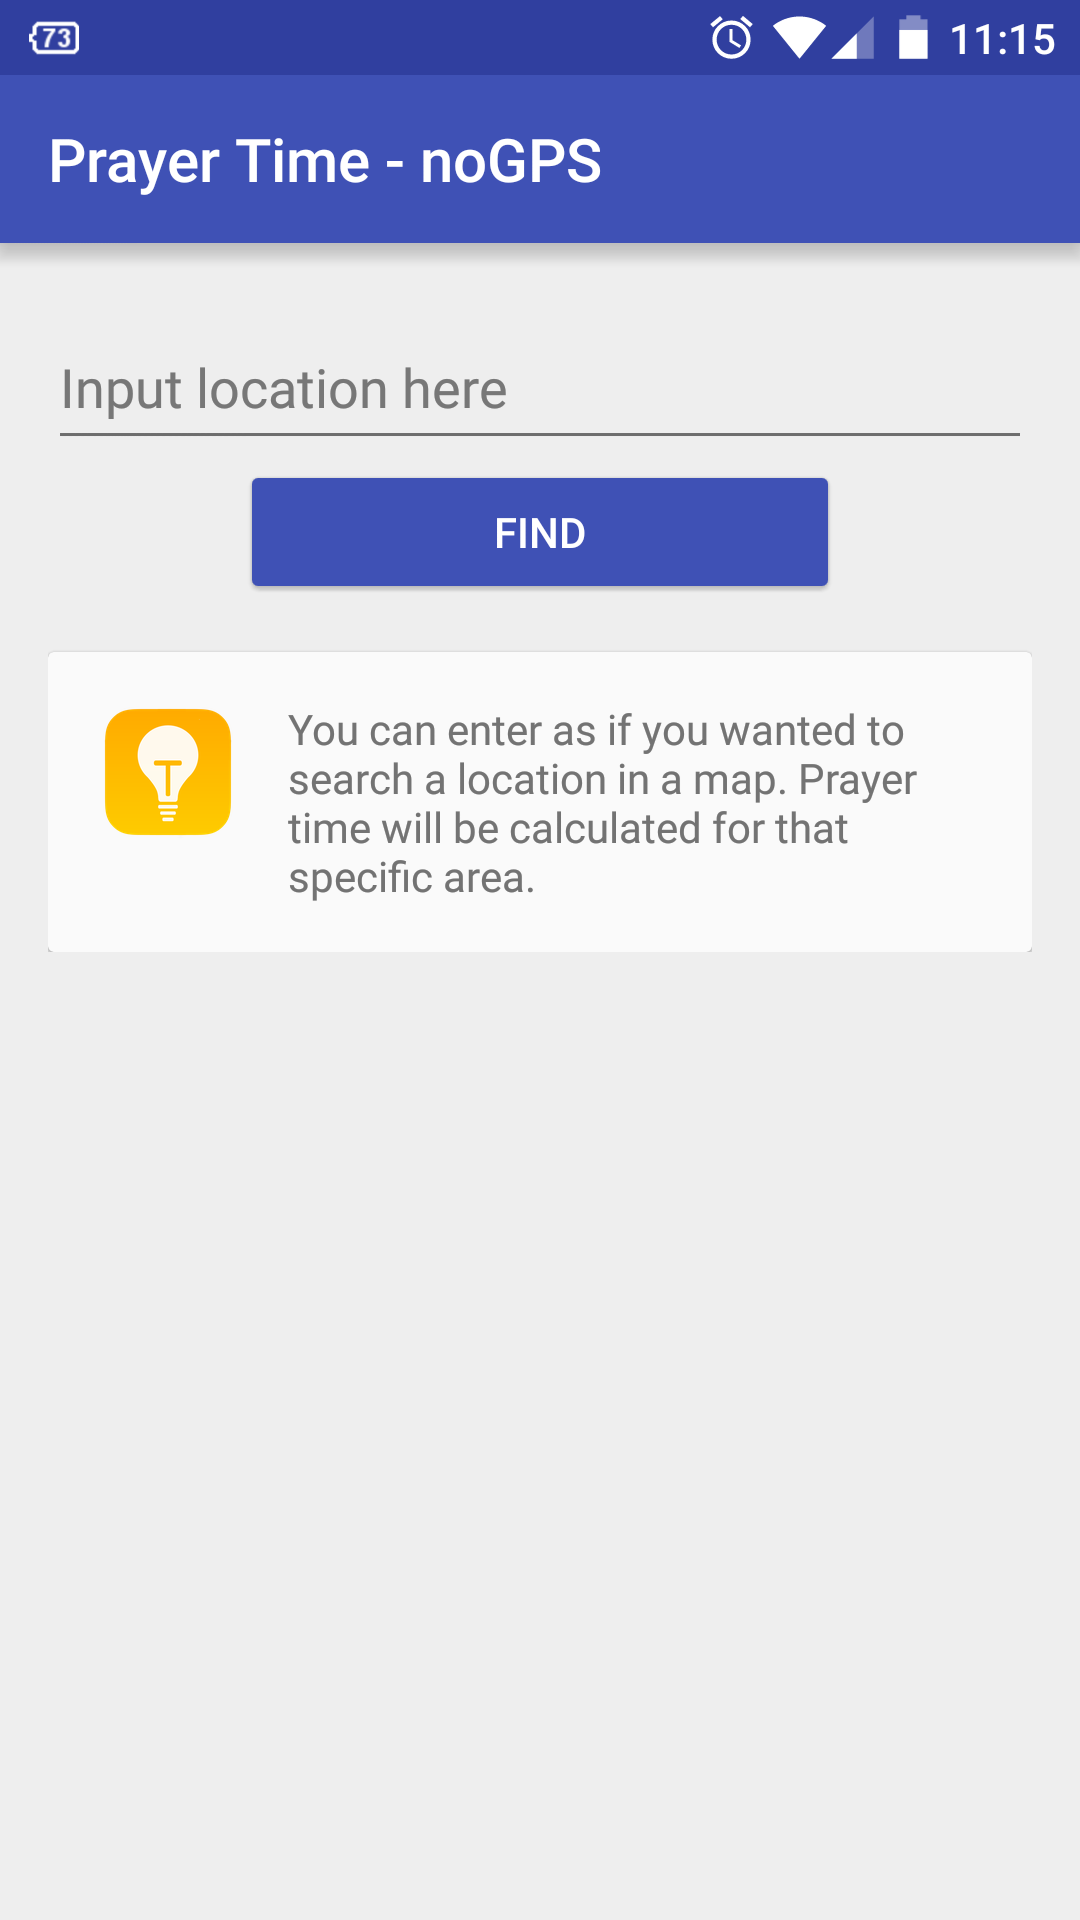 73
11:15
Prayer Time - noGPS
Input location here
FIND
You can enter as if you wanted to
search a location in a map. Prayer
time will be calculated for that
specific area.